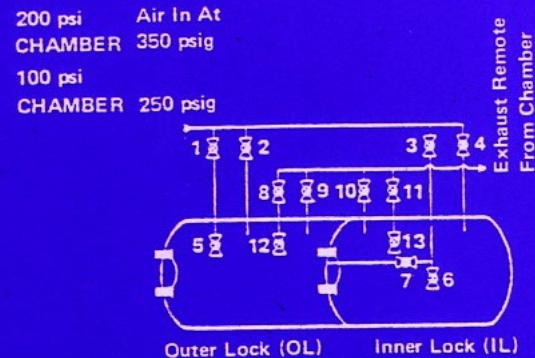 200 psi Air In At
CHAMBER 350 psig
100 psi
CHAMBER 250 psig
Exhaust Remote
From Chamber
1 2 3 4
8 9 10 11
5 12 13
7 6
Outer Lock (OL) Inner Lock (IL)